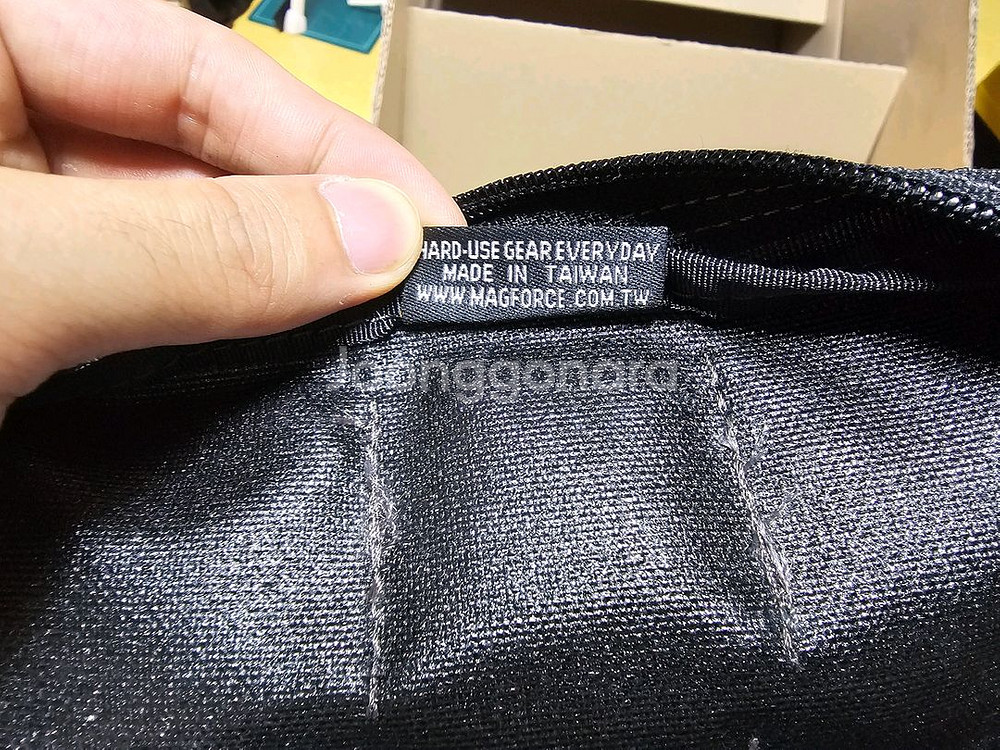 HARD-USE GEAR EVERYDAY
MADE IN TAIWAN
WWW.MAGFORCE.COM.TW
Joonggonara